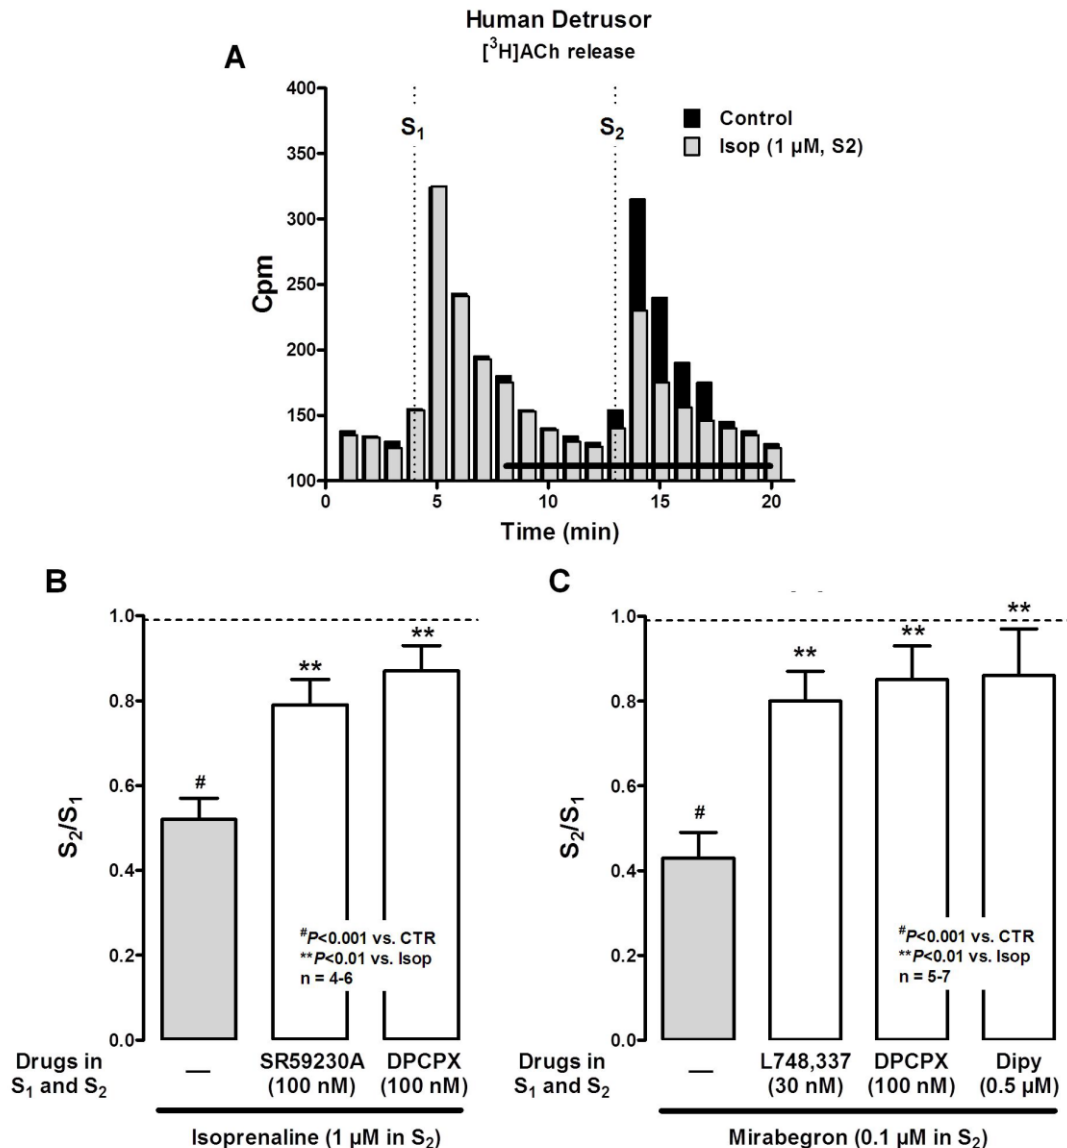 Human Detrusor
[³H]ACh release
A
400
350
300
250
200
150
100
Cpm
S₁
S₂
Control
Isop (1 µM, S2)
0
5
10
15
20
Time (min)
B
1.0
0.8
0.6
0.4
0.2
0.0
S₂/S₁
#
**
**
#P<0.001 vs. CTR
**P<0.01 vs. Isop
n = 4-6
Drugs in
S₁ and S₂
—
SR59230A
(100 nM)
DPCPX
(100 nM)
Isoprenaline (1 µM in S₂)
C
1.0
0.8
0.6
0.4
0.2
0.0
S₂/S₁
#
**
**
**
#P<0.001 vs. CTR
**P<0.01 vs. Isop
n = 5-7
Drugs in
S₁ and S₂
—
L748,337
(30 nM)
DPCPX
(100 nM)
Dipy
(0.5 µM)
Mirabegron (0.1 µM in S₂)